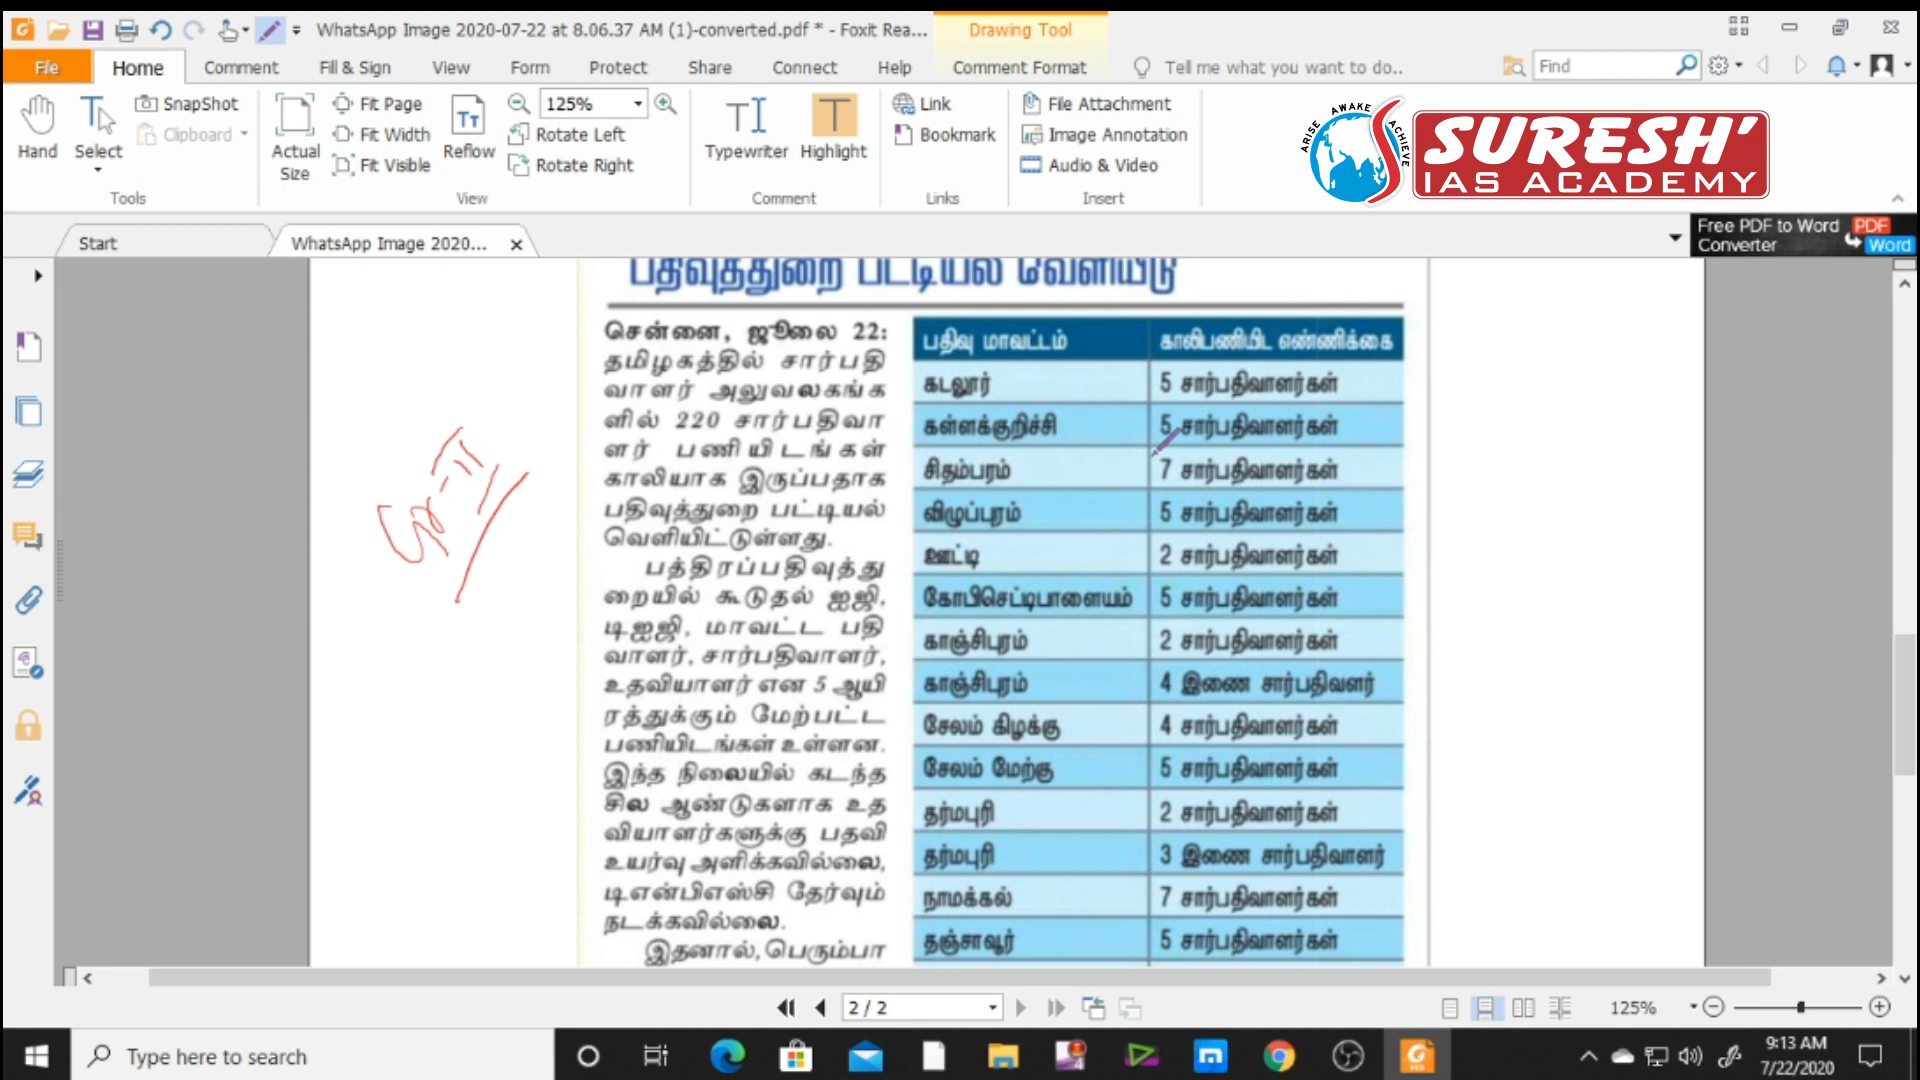 WhatsApp Image 2020-07-22 at 8.06.37 AM (1)-converted.pdf * - Foxit Rea...
Drawing Tool
File Home Comment Fill & Sign View Form Protect Share Connect Help Comment Format Tell me what you want to do.. Find
Hand
Select
SnapShot
Clipboard
Tools
Actual Size
Fit Page
Fit Width
Fit Visible
Reflow
125%
Rotate Left
Rotate Right
View
Typewriter
Highlight
Comment
Link
Bookmark
Links
File Attachment
Image Annotation
Audio & Video
Insert
ARISE AWAKE ACHIEVE
SURESH'
IAS ACADEMY
Start
WhatsApp Image 2020...
Free PDF to Word
Converter
PDF
Word
பதிவுத்துறை பட்டியல் வெளியீடு
சென்னை, ஜூலை 22:
தமிழகத்தில் சார்பதி
வாளர் அலுவலகங்க
ளில் 220 சார்பதிவா
ளர் பணியிடங்கள்
காலியாக இருப்பதாக
பதிவுத்துறை பட்டியல்
வெளியிட்டுள்ளது.
பத்திரப்பதிவுத்து
றையில் கூடுதல் ஐஜி,
டிஐஜி, மாவட்ட பதி
வாளர், சார்பதிவாளர்,
உதவியாளர் என 5 ஆயி
ரத்துக்கும் மேற்பட்ட
பணியிடங்கள் உள்ளன.
இந்த நிலையில் கடந்த
சில ஆண்டுகளாக உத
வியாளர்களுக்கு பதவி
உயர்வு அளிக்கவில்லை,
டிஎன்பிஎஸ்சி தேர்வும்
நடக்கவில்லை.
இதனால், பெரும்பா
பதிவு மாவட்டம் காலிபணியிட எண்ணிக்கை
கடலூர் 5 சார்பதிவாளர்கள்
கள்ளக்குறிச்சி 5 சார்பதிவாளர்கள்
சிதம்பரம் 7 சார்பதிவாளர்கள்
விழுப்புரம் 5 சார்பதிவாளர்கள்
ஊட்டி 2 சார்பதிவாளர்கள்
கோபிசெட்டிபாளையம் 5 சார்பதிவாளர்கள்
காஞ்சிபுரம் 2 சார்பதிவாளர்கள்
காஞ்சிபுரம் 4 இணை சார்பதிவளர்
சேலம் கிழக்கு 4 சார்பதிவாளர்கள்
சேலம் மேற்கு 5 சார்பதிவாளர்கள்
தர்மபுரி 2 சார்பதிவாளர்கள்
தர்மபுரி 3 இணை சார்பதிவாளர்
நாமக்கல் 7 சார்பதிவாளர்கள்
தஞ்சாவூர் 5 சார்பதிவாளர்கள்
2 / 2
125%
Type here to search
9:13 AM
7/22/2020